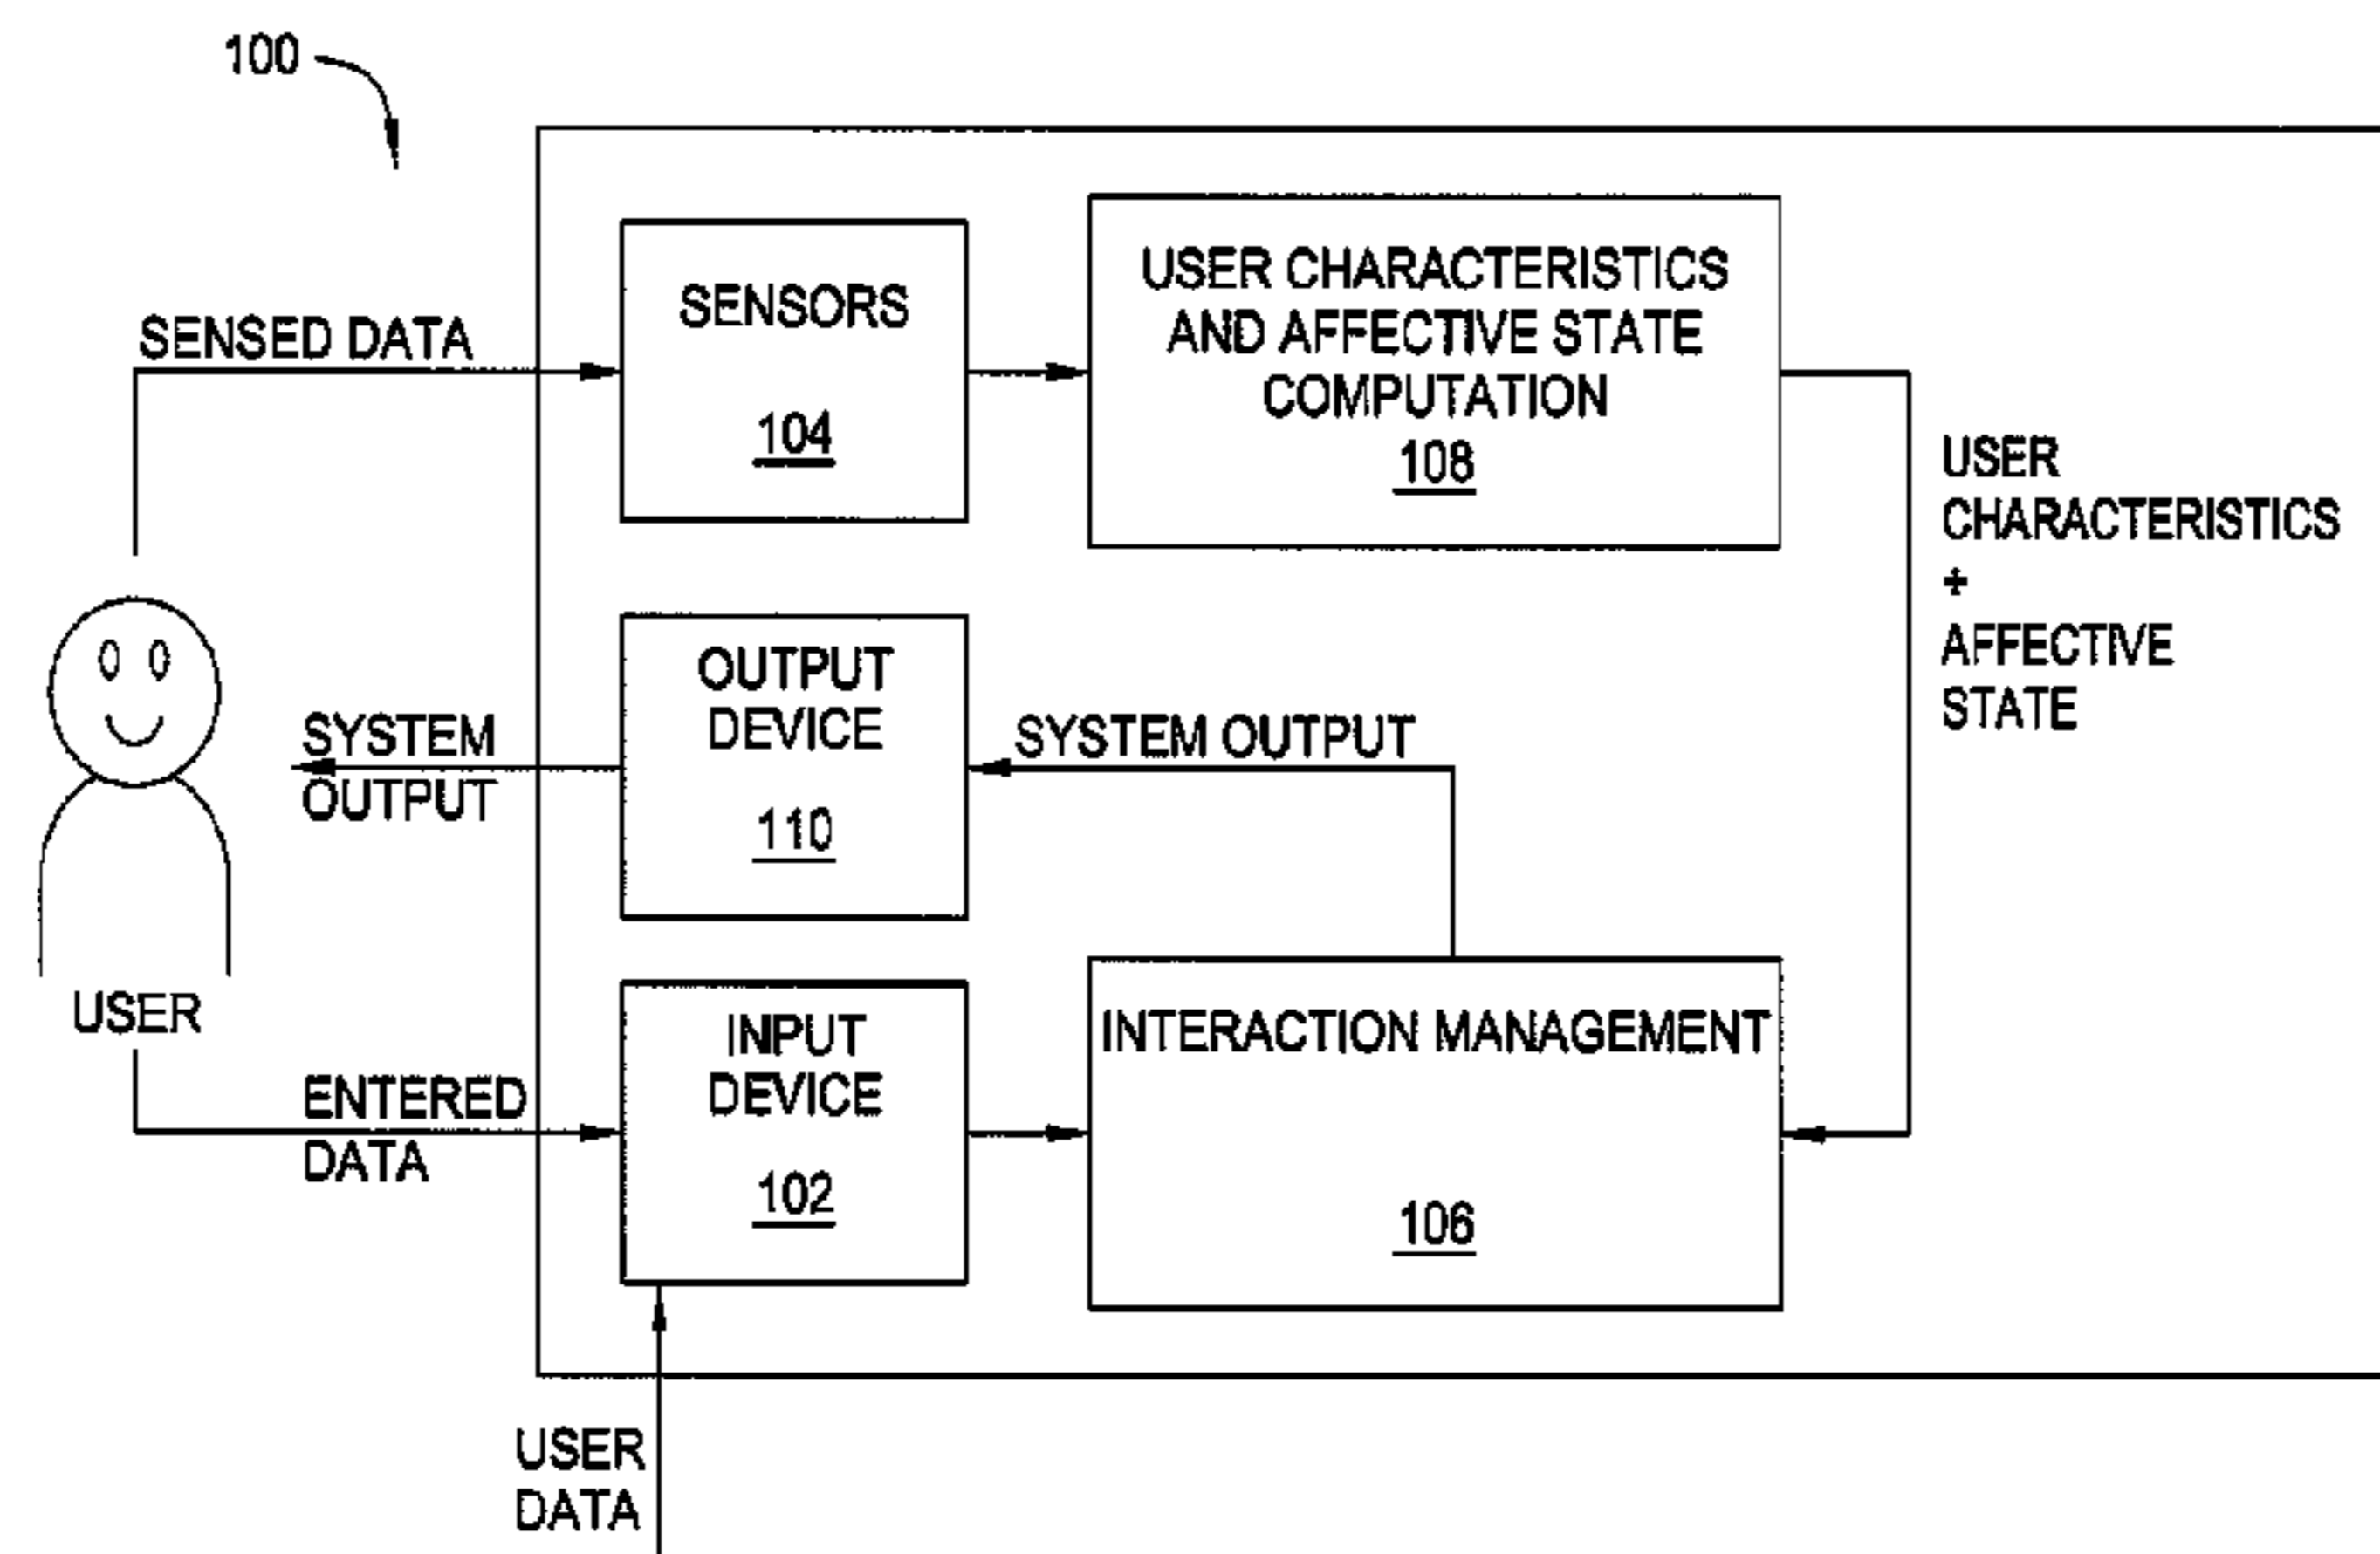 100
SENSED DATA
SENSORS
104
USER CHARACTERISTICS
AND AFFECTIVE STATE
COMPUTATION
108
USER
CHARACTERISTICS
+
AFFECTIVE
STATE
SYSTEM
OUTPUT
OUTPUT
DEVICE
110
SYSTEM OUTPUT
USER
ENTERED
DATA
INPUT
DEVICE
102
INTERACTION MANAGEMENT
106
USER
DATA